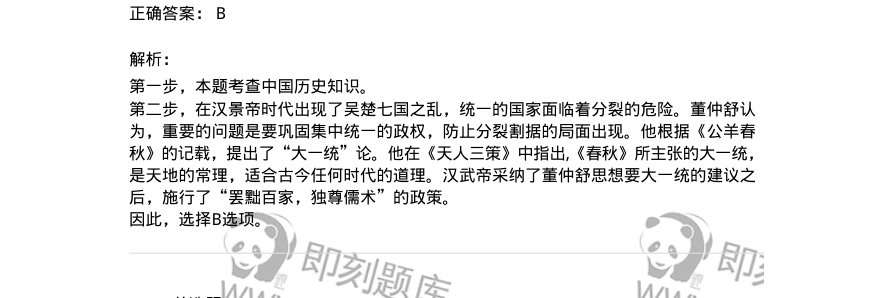 正确答案： B
解析：
第一步，本题考查中国历史知识。
第二步，在汉景帝时代出现了吴楚七国之乱，统一的国家面临着分裂的危险。董仲舒认
为，重要的问题是要巩固集中统一的政权，防止分裂割据的局面出现。他根据《公羊春
秋》的记载，提出了“大一统”论。他在《天人三策》中指出,《春秋》所主张的大一统，
是天地的常理，适合古今任何时代的道理。汉武帝采纳了董仲舒思想要大一统的建议之
后，施行了“罢黜百家，独尊儒术”的政策。
因此，选择B选项。
即刻题库
即刻题